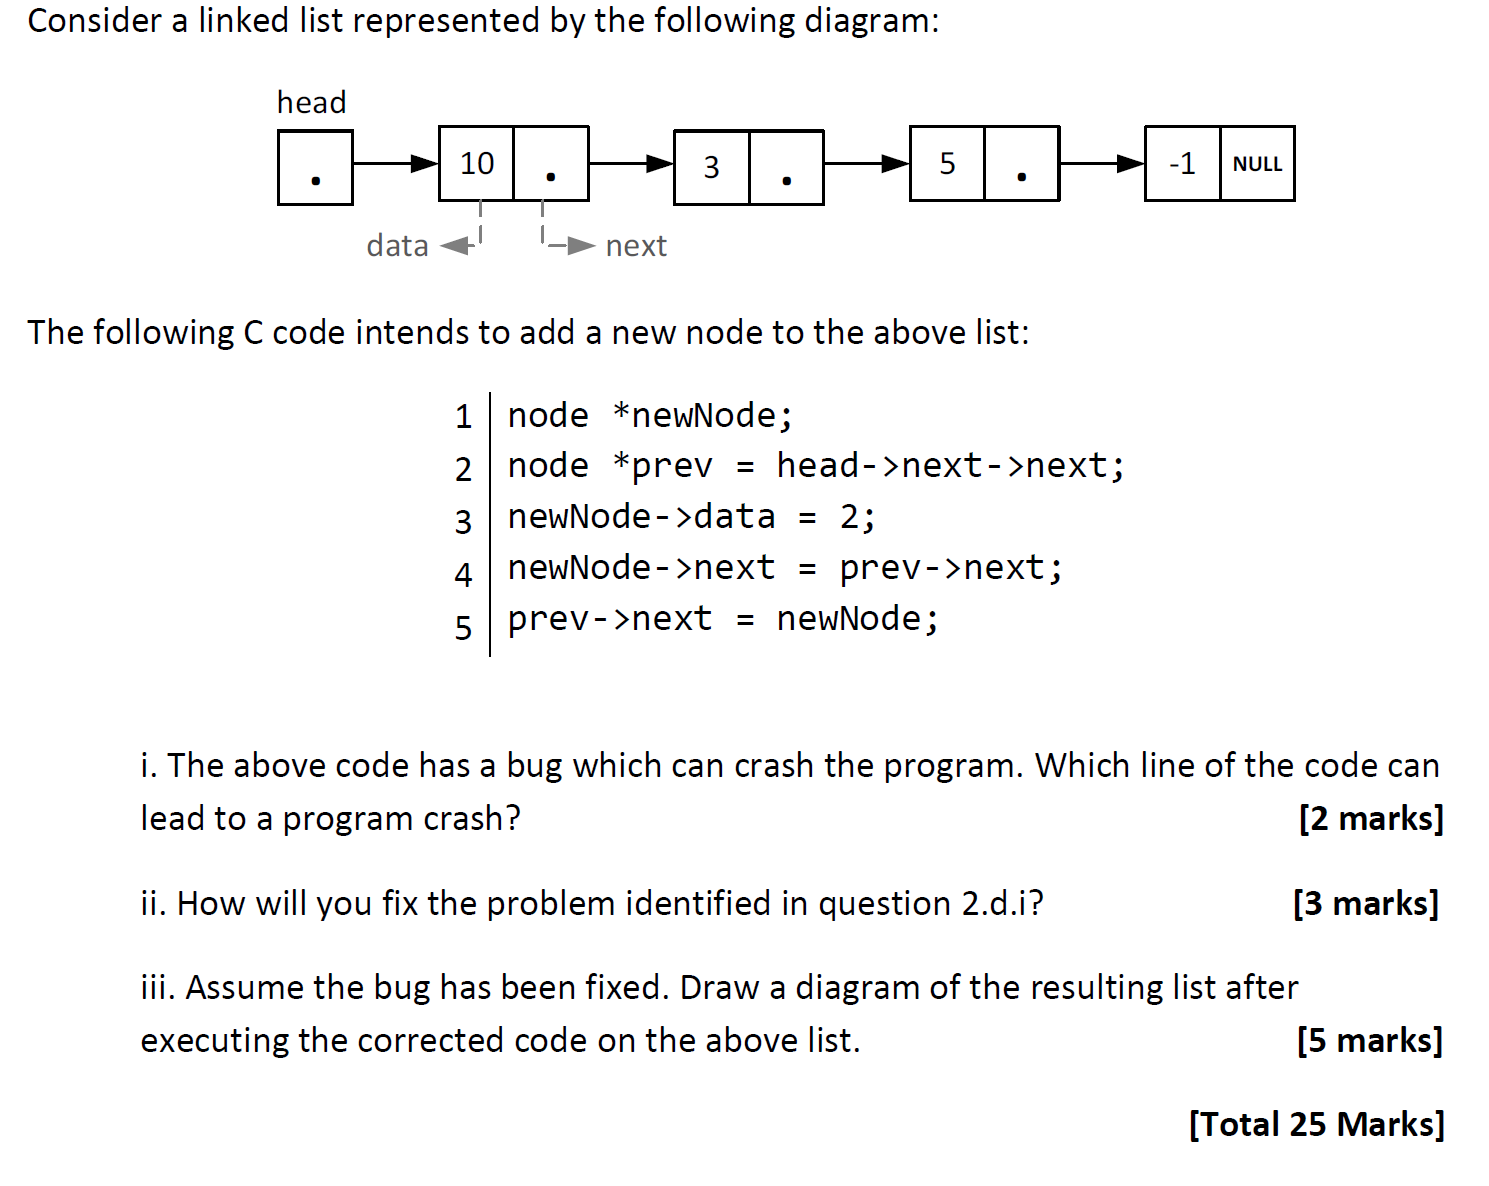 Consider a linked list represented by the following diagram:
head
. 10 . 3 . 5 . -1 NULL
data next
The following C code intends to add a new node to the above list:
1 node *newNode;
2 node *prev = head->next->next;
3 newNode->data = 2;
4 newNode->next = prev->next;
5 prev->next = newNode;
i. The above code has a bug which can crash the program. Which line of the code can
lead to a program crash? [2 marks]
ii. How will you fix the problem identified in question 2.d.i? [3 marks]
iii. Assume the bug has been fixed. Draw a diagram of the resulting list after
executing the corrected code on the above list. [5 marks]
[Total 25 Marks]